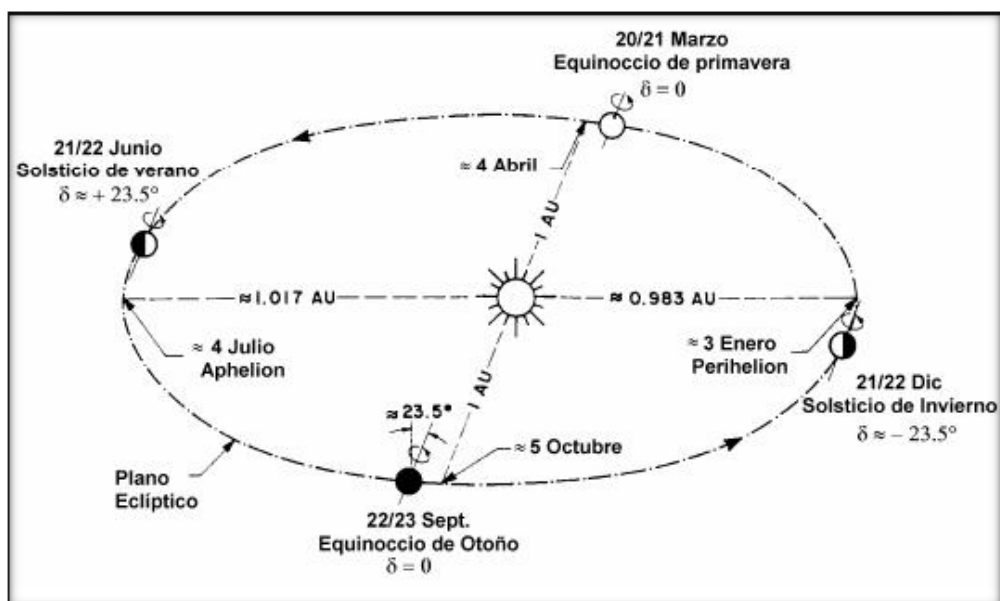 20/21 Marzo
Equinoccio de primavera
δ = 0
21/22 Junio
Solsticio de verano
δ ≈ + 23.5°
≈ 4 Abril
1 AU
≈1.017 AU
≈ 0.983 AU
≈ 4 Julio
Aphelion
≈ 3 Enero
Perihelion
21/22 Dic
Solsticio de Invierno
δ ≈ − 23.5°
≈ 23.5°
1 AU
≈ 5 Octubre
Plano
Eclíptico
22/23 Sept.
Equinoccio de Otoño
δ = 0